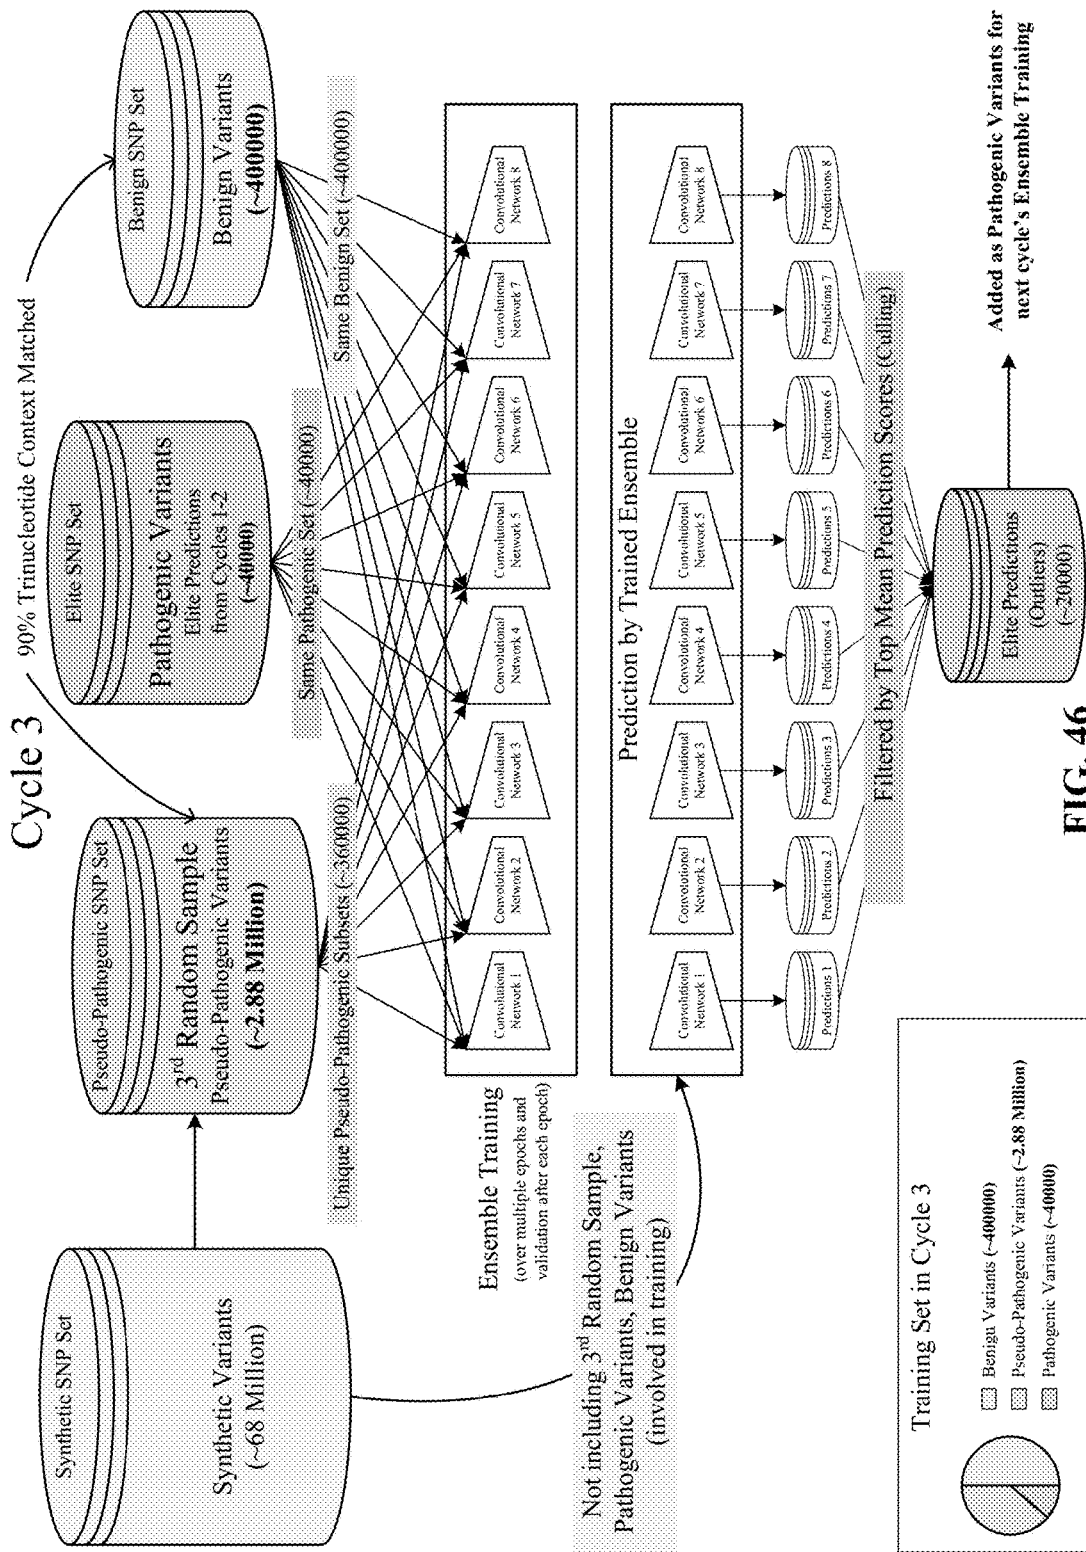 Cycle 3
90% Trinucleotide Context Matched
Synthetic SNP Set
Synthetic Variants
(~68 Million)
Pseudo-Pathogenic SNP Set
3rd Random Sample
Pseudo-Pathogenic Variants
(~2.88 Million)
Elite SNP Set
Pathogenic Variants
Elite Predictions
from Cycles 1-2
(~40000)
Benign SNP Set
Benign Variants
(~400000)
Unique Pseudo-Pathogenic Subsets (~360000)
Same Pathogenic Set (~40000)
Same Benign Set (~400000)
Ensemble Training
(over multiple epochs and
validation after each epoch)
Convolutional
Network 1
Convolutional
Network 2
Convolutional
Network 3
Convolutional
Network 4
Convolutional
Network 5
Convolutional
Network 6
Convolutional
Network 7
Convolutional
Network 8
Not including 3rd Random Sample,
Pathogenic Variants, Benign Variants
(involved in training)
Prediction by Trained Ensemble
Convolutional
Network 1
Convolutional
Network 2
Convolutional
Network 3
Convolutional
Network 4
Convolutional
Network 5
Convolutional
Network 6
Convolutional
Network 7
Convolutional
Network 8
Predictions 1
Predictions 2
Predictions 3
Predictions 4
Predictions 5
Predictions 6
Predictions 7
Predictions 8
Filtered by Top Mean Prediction Scores (Culling)
Elite Predictions
(Outliers)
(~20000)
Added as Pathogenic Variants for
next cycle's Ensemble Training
Training Set in Cycle 3
Benign Variants (~400000)
Pseudo-Pathogenic Variants (~2.88 Million)
Pathogenic Variants (~40000)
FIG. 46